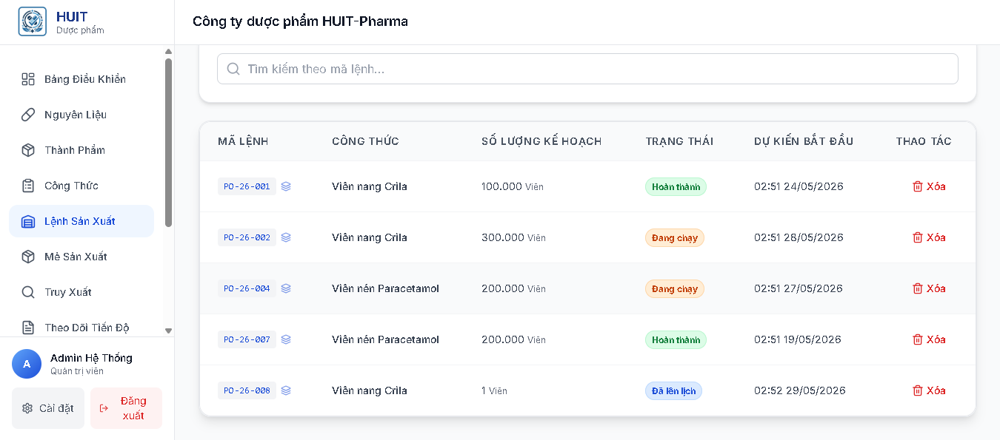 HUIT
Dược phẩm
Công ty dược phẩm HUIT-Pharma
Bảng Điều Khiển
Nguyên Liệu
Thành Phẩm
Công Thức
Lệnh Sản Xuất
Mẻ Sản Xuất
Truy Xuất
Theo Dõi Tiến Độ
A
Admin Hệ Thống
Quản trị viên
Cài đặt
Đăng
xuất
Tìm kiếm theo mã lệnh...
MÃ LỆNH CÔNG THỨC SỐ LƯỢNG KẾ HOẠCH TRẠNG THÁI DỰ KIẾN BẮT ĐẦU THAO TÁC
PO-26-001 Viên nang Crila 100.000 Viên Hoàn thành 02:51 24/05/2026 Xóa
PO-26-002 Viên nang Crila 300.000 Viên Đang chạy 02:51 28/05/2026 Xóa
PO-26-004 Viên nén Paracetamol 200.000 Viên Đang chạy 02:51 27/05/2026 Xóa
PO-26-007 Viên nén Paracetamol 200.000 Viên Hoàn thành 02:51 19/05/2026 Xóa
PO-26-008 Viên nang Crila 1 Viên Đã lên lịch 02:52 29/05/2026 Xóa